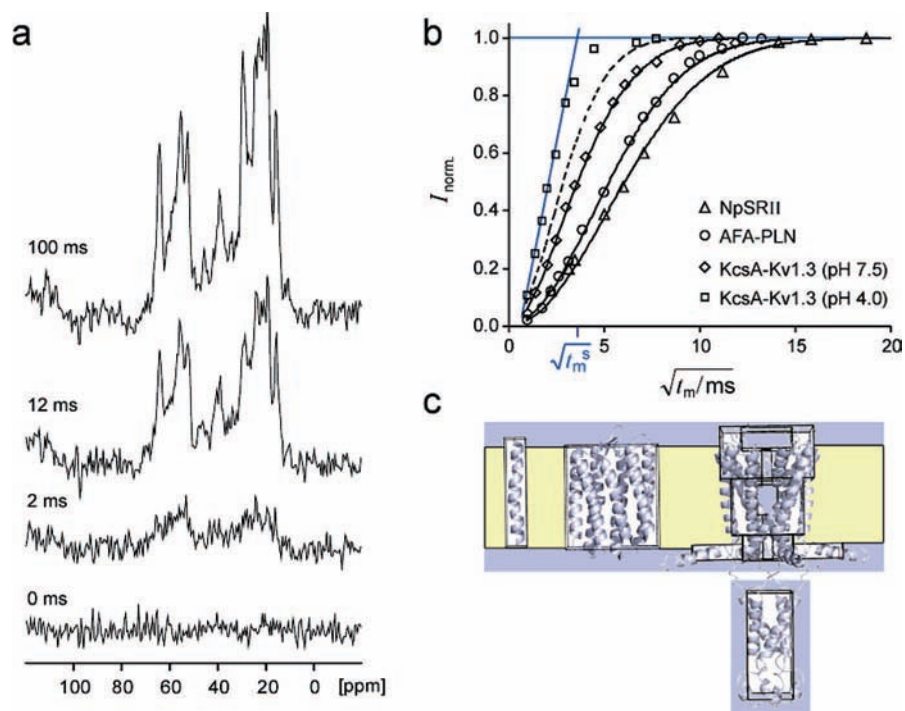 a
100 ms
12 ms
2 ms
0 ms
100 80 60 40 20 0 [ppm]
b
1.0
0.8
0.6
0.4
0.2
0.0
I norm.
NpSRII
AFA-PLN
KcsA-Kv1.3 (pH 7.5)
KcsA-Kv1.3 (pH 4.0)
0 5 10 15 20
√tₘˢ
√tₘ/ms
c